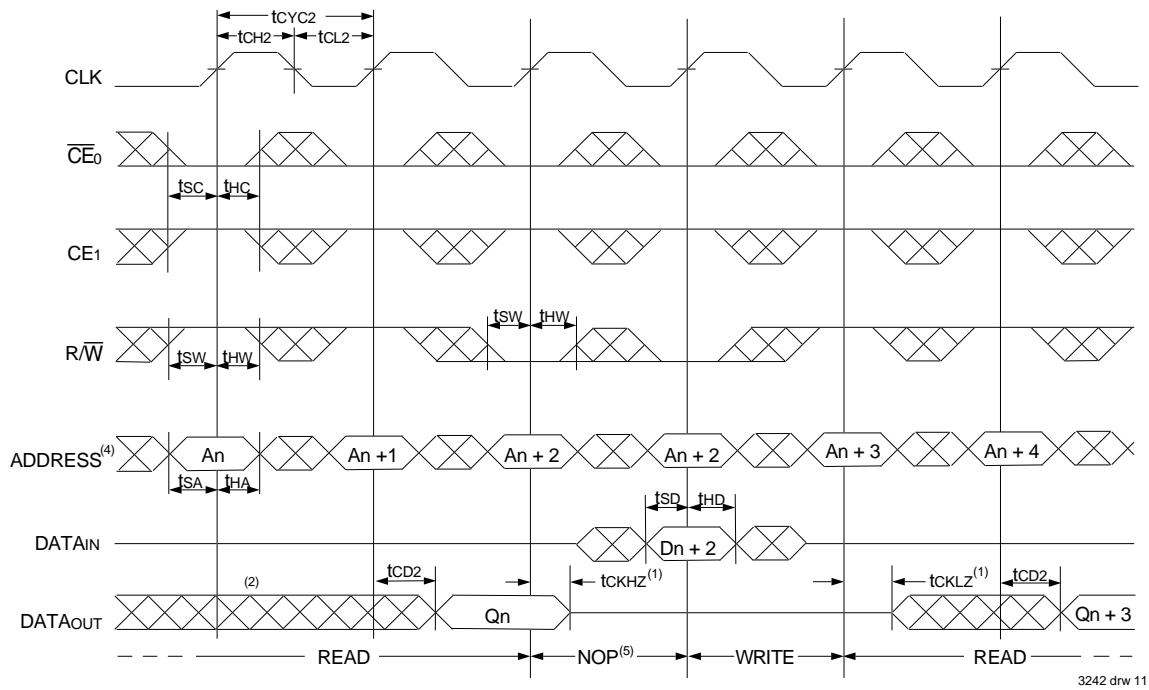 tCYC2
tCH2 tCL2
CLK
CE0
tSC tHC
CE1
tSW tHW
R/W
tSW tHW
ADDRESS(4) An An +1 An + 2 An + 2 An + 3 An + 4
tSA tHA
tSD tHD
DATAIN Dn + 2
tCD2 tCKHZ(1) tCKLZ(1) tCD2
(2)
DATAOUT Qn Qn + 3
READ NOP(5) WRITE READ
3242 drw 11